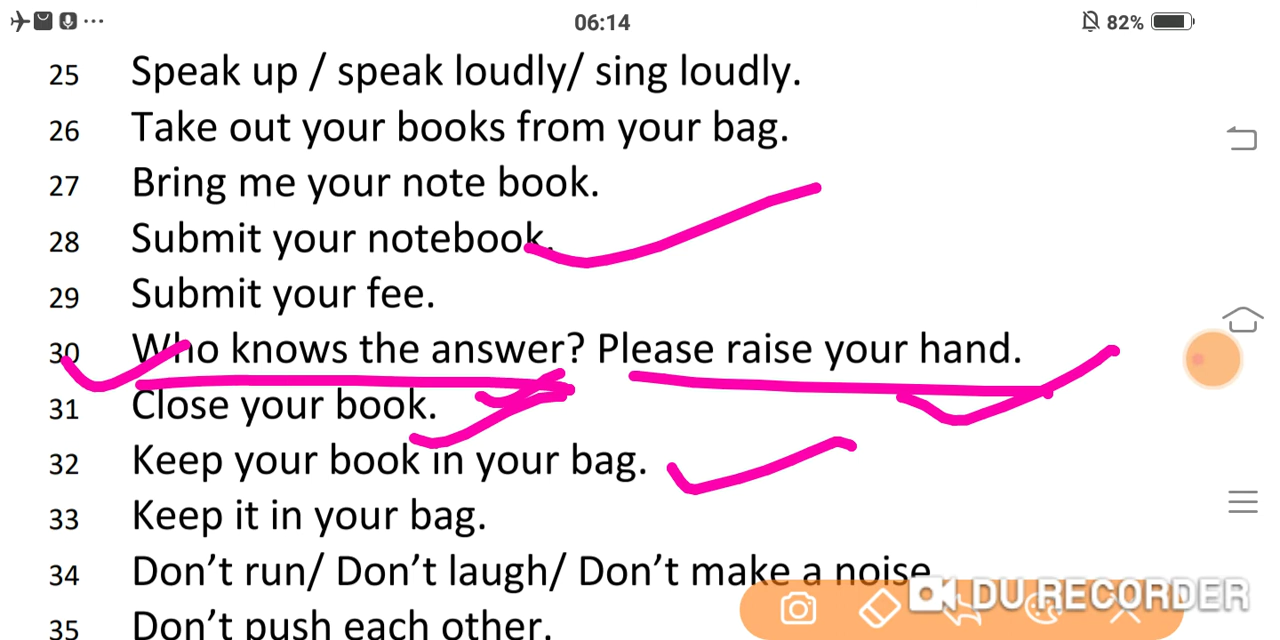 06:14
82%
25 Speak up / speak loudly/ sing loudly.
26 Take out your books from your bag.
27 Bring me your note book.
28 Submit your notebook.
29 Submit your fee.
30 Who knows the answer? Please raise your hand.
31 Close your book.
32 Keep your book in your bag.
33 Keep it in your bag.
34 Don’t run/ Don’t laugh/ Don’t make a noise
DU RECORDER
35 Don’t push each other.